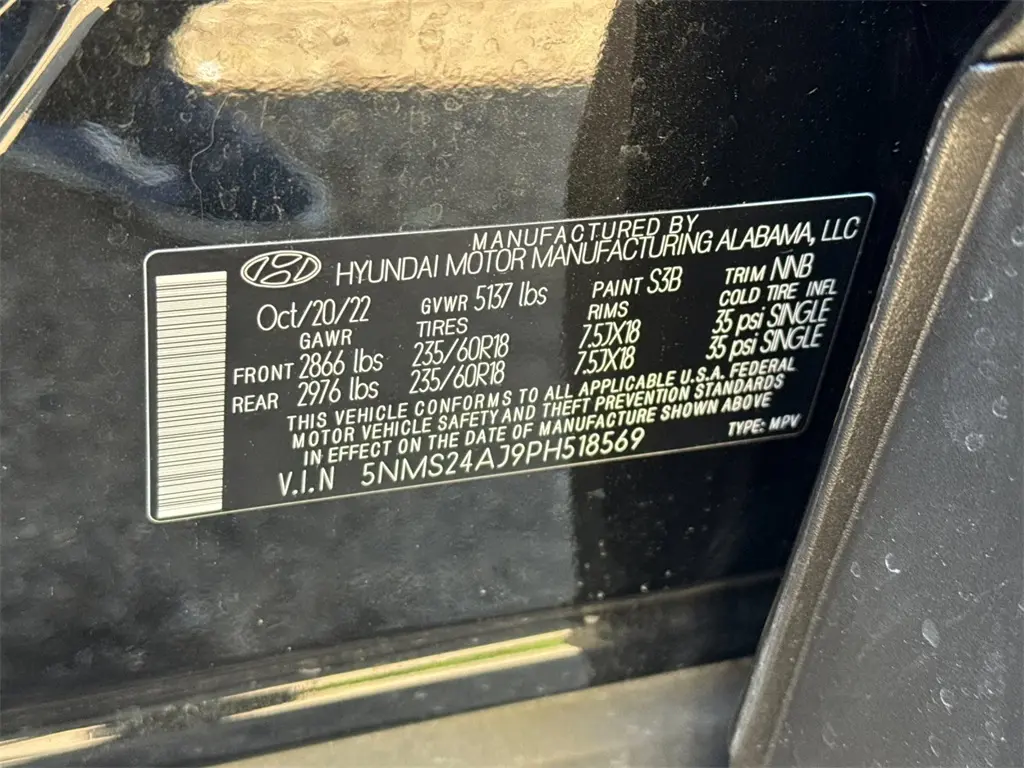 MANUFACTURED BY
HYUNDAI MOTOR MANUFACTURING ALABAMA, LLC
Oct/20/22 GVWR 5137 lbs PAINT S3B TRIM NNB
GAWR TIRES RIMS COLD TIRE INFL
FRONT 2866 lbs 235/60R18 7.5JX18 35 psi SINGLE
REAR 2976 lbs 235/60R18 7.5JX18 35 psi SINGLE
THIS VEHICLE CONFORMS TO ALL APPLICABLE U.S.A. FEDERAL
MOTOR VEHICLE SAFETY AND THEFT PREVENTION STANDARDS
IN EFFECT ON THE DATE OF MANUFACTURE SHOWN ABOVE
V.I.N 5NMS24AJ9PH518569 TYPE: MPV